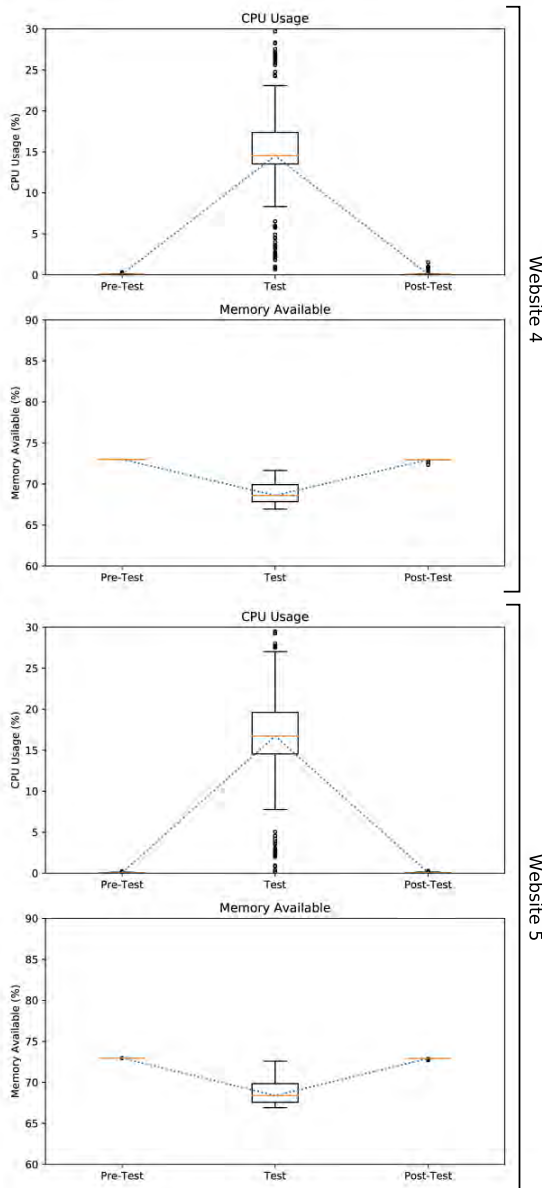 CPU Usage
30
25
20
15
10
5
0
CPU Usage (%)
Pre-Test Test Post-Test
Memory Available
90
85
80
75
70
65
60
Memory Available (%)
Pre-Test Test Post-Test
Website 4
CPU Usage
30
25
20
15
10
5
0
CPU Usage (%)
Pre-Test Test Post-Test
Memory Available
90
85
80
75
70
65
60
Memory Available (%)
Pre-Test Test Post-Test
Website 5